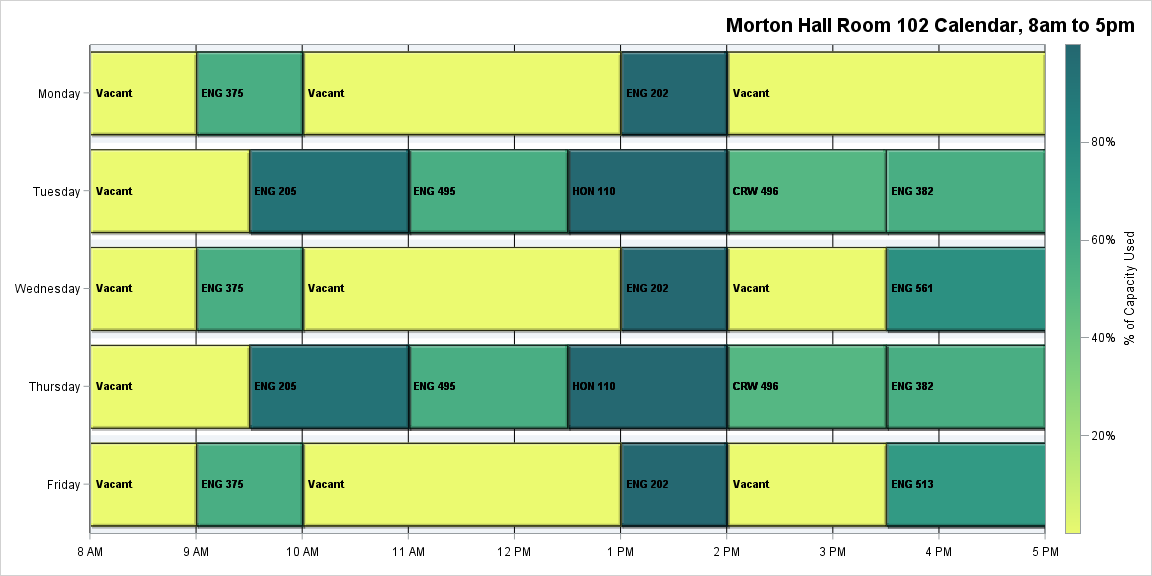 Morton Hall Room 102 Calendar, 8am to 5pm
Monday
Vacant
ENG 375
Vacant
ENG 202
Vacant
Tuesday
Vacant
ENG 205
ENG 495
HON 110
CRW 496
ENG 382
Wednesday
Vacant
ENG 375
Vacant
ENG 202
Vacant
ENG 561
Thursday
Vacant
ENG 205
ENG 495
HON 110
CRW 496
ENG 382
Friday
Vacant
ENG 375
Vacant
ENG 202
Vacant
ENG 513
8 AM
9 AM
10 AM
11 AM
12 PM
1 PM
2 PM
3 PM
4 PM
5 PM
80%
60%
40%
20%
% of Capacity Used